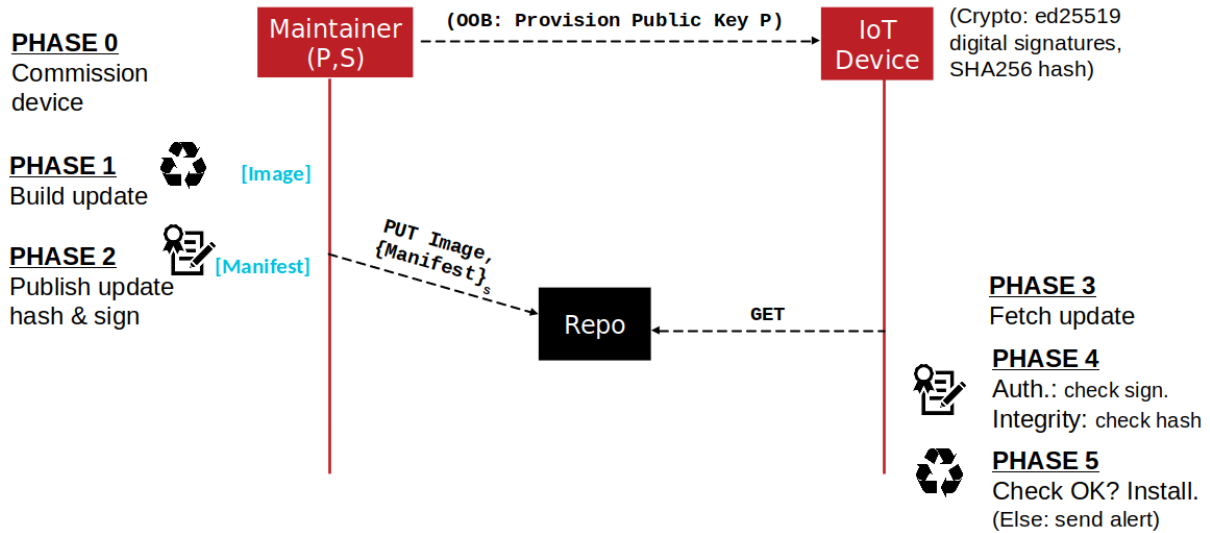 PHASE 0
Commission
device
Maintainer
(P,S)
(OOB: Provision Public Key P)
IoT
Device
(Crypto: ed25519
digital signatures,
SHA256 hash)
PHASE 1
Build update
[Image]
PHASE 2
Publish update
hash & sign
[Manifest]
PUT Image,
{Manifest}s
Repo
GET
PHASE 3
Fetch update
PHASE 4
Auth.: check sign.
Integrity: check hash
PHASE 5
Check OK? Install.
(Else: send alert)